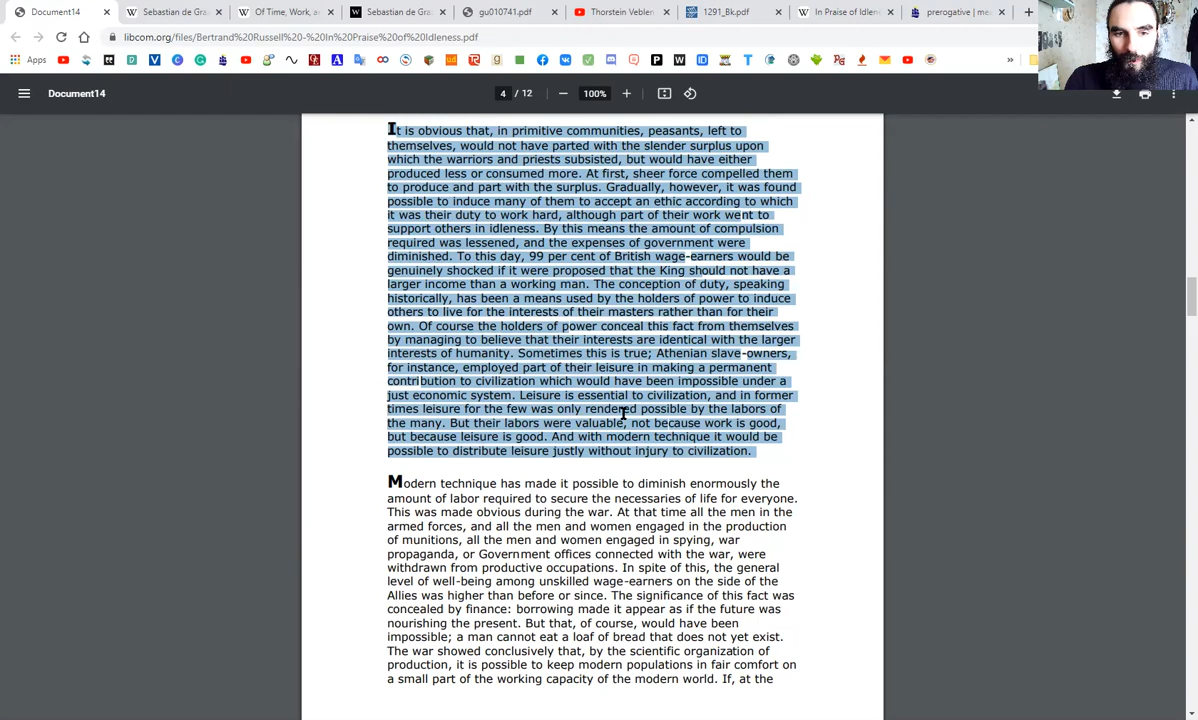 Document14
Sebastian de Gra
Of Time, Work, a
Sebastian de Gra
gu010741.pdf
Thorstein Veblen
1291_Bk.pdf
In Praise of Idlen
prerogative | me
libcom.org/files/Bertrand%20Russell%20-%20In%20Praise%20of%20Idleness.pdf
Apps
Document14
4 / 12
100%
It is obvious that, in primitive communities, peasants, left to
themselves, would not have parted with the slender surplus upon
which the warriors and priests subsisted, but would have either
produced less or consumed more. At first, sheer force compelled them
to produce and part with the surplus. Gradually, however, it was found
possible to induce many of them to accept an ethic according to which
it was their duty to work hard, although part of their work went to
support others in idleness. By this means the amount of compulsion
required was lessened, and the expenses of government were
diminished. To this day, 99 per cent of British wage-earners would be
genuinely shocked if it were proposed that the King should not have a
larger income than a working man. The conception of duty, speaking
historically, has been a means used by the holders of power to induce
others to live for the interests of their masters rather than for their
own. Of course the holders of power conceal this fact from themselves
by managing to believe that their interests are identical with the larger
interests of humanity. Sometimes this is true; Athenian slave-owners,
for instance, employed part of their leisure in making a permanent
contribution to civilization which would have been impossible under a
just economic system. Leisure is essential to civilization, and in former
times leisure for the few was only rendered possible by the labors of
the many. But their labors were valuable, not because work is good,
but because leisure is good. And with modern technique it would be
possible to distribute leisure justly without injury to civilization.
Modern technique has made it possible to diminish enormously the
amount of labor required to secure the necessaries of life for everyone.
This was made obvious during the war. At that time all the men in the
armed forces, and all the men and women engaged in the production
of munitions, all the men and women engaged in spying, war
propaganda, or Government offices connected with the war, were
withdrawn from productive occupations. In spite of this, the general
level of well-being among unskilled wage-earners on the side of the
Allies was higher than before or since. The significance of this fact was
concealed by finance: borrowing made it appear as if the future was
nourishing the present. But that, of course, would have been
impossible; a man cannot eat a loaf of bread that does not yet exist.
The war showed conclusively that, by the scientific organization of
production, it is possible to keep modern populations in fair comfort on
a small part of the working capacity of the modern world. If, at the